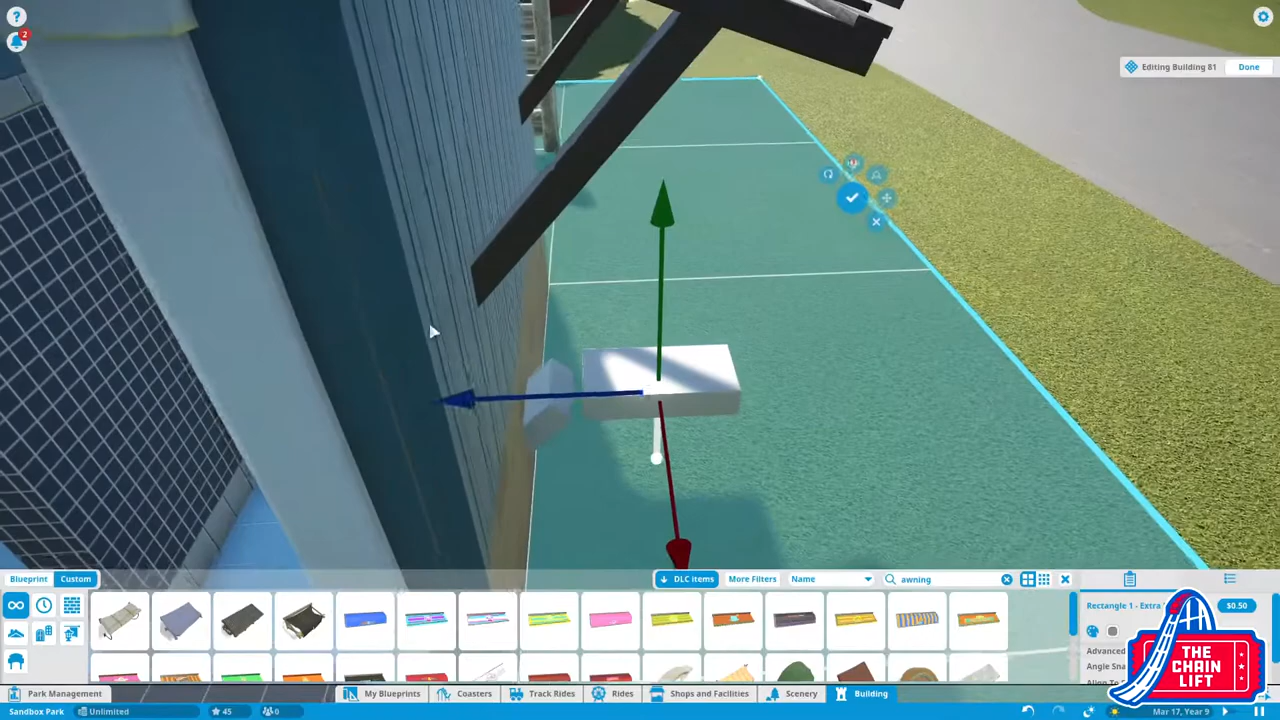 ?
2
Editing Building 81
Done
Blueprint
Custom
DLC items
More Filters
Name
awning
Rectangle 1 - Extra
$0.50
Advanced
Angle Sna
THE
CHAIN
LIFT
Park Management
My Blueprints
Coasters
Track Rides
Rides
Shops and Facilities
Scenery
Building
Sandbox Park
Unlimited
45
0
Mar 17, Year 9